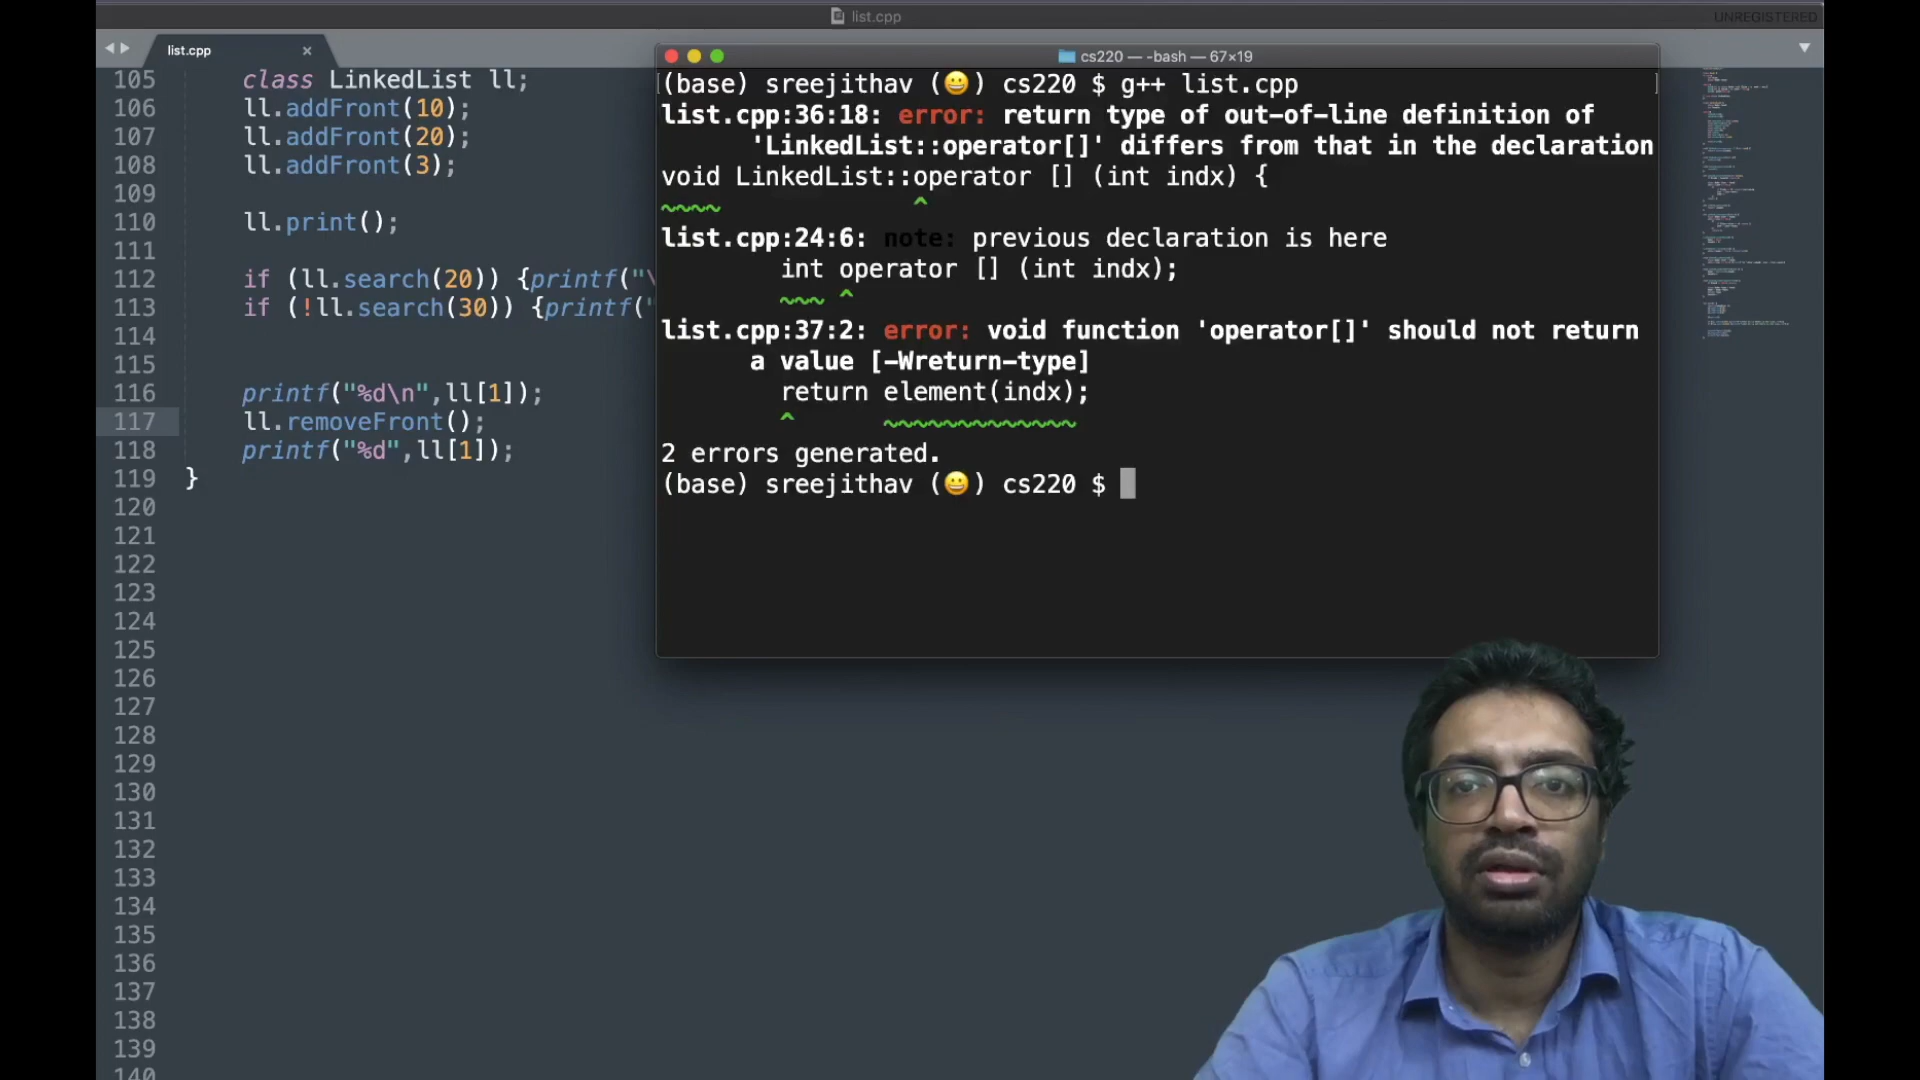 list.cpp
UNREGISTERED
list.cpp ×
105 class LinkedList ll;
106 ll.addFront(10);
107 ll.addFront(20);
108 ll.addFront(3);
109
110 ll.print();
111
112 if (ll.search(20)) {printf("\
113 if (!ll.search(30)) {printf("
114
115
116 printf("%d\n",ll[1]);
117 ll.removeFront();
118 printf("%d",ll[1]);
119 }
120
121
122
123
124
125
126
127
128
129
130
131
132
133
134
135
136
137
138
139
140
cs220 — -bash — 67×19
(base) sreejithav (😀) cs220 $ g++ list.cpp
list.cpp:36:18: error: return type of out-of-line definition of
'LinkedList::operator[]' differs from that in the declaration
void LinkedList::operator [] (int indx) {
~~~~ ^
list.cpp:24:6: note: previous declaration is here
int operator [] (int indx);
~~~ ^
list.cpp:37:2: error: void function 'operator[]' should not return
a value [-Wreturn-type]
return element(indx);
^ ~~~~~~~~~~~~~
2 errors generated.
(base) sreejithav (😀) cs220 $